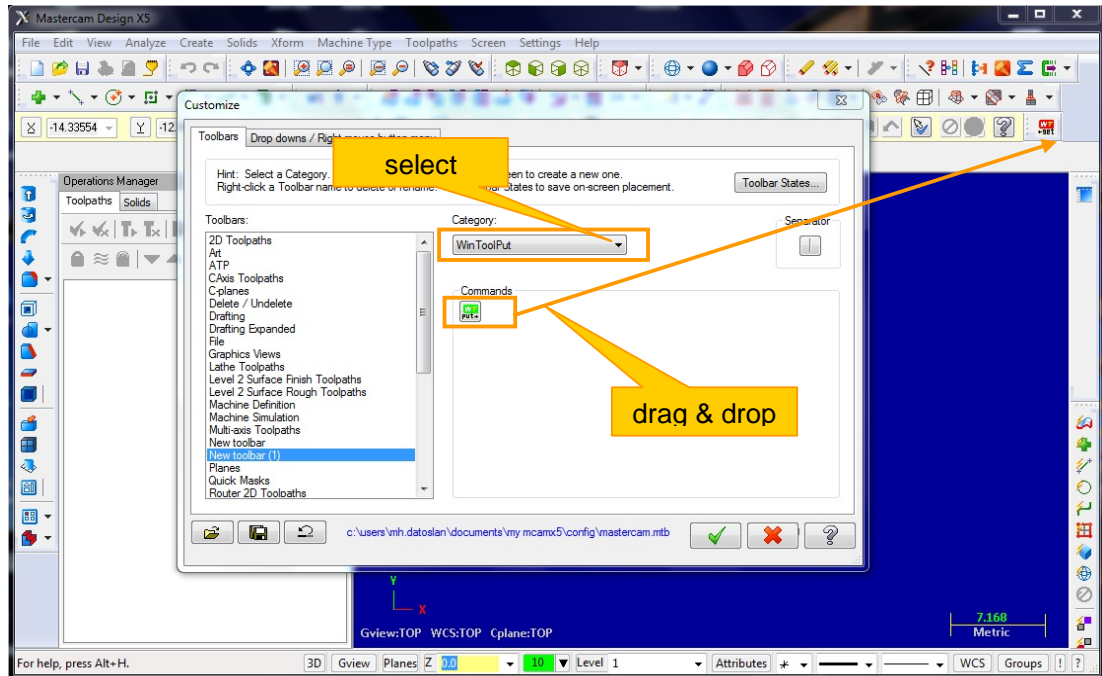 Mastercam Design X5
File Edit View Analyze Create Solids Xform Machine Type Toolpaths Screen Settings Help
X -14.33554 Y -12.
WT
+GET
Customize
Toolbars Drop downs / Right mouse button menu
select
Hint: Select a Category. een to create a new one.
Right-click a Toolbar name to delete or rename. bar States to save on-screen placement.
Toolbar States...
Toolbars: Category: Separator
WinToolPut
Commands
WT
PUT→
2D Toolpaths
Art
ATP
CAxis Toolpaths
C-planes
Delete / Undelete
Drafting
Drafting Expanded
File
Graphics Views
Lathe Toolpaths
Level 2 Surface Finish Toolpaths
Level 2 Surface Rough Toolpaths
Machine Definition
Machine Simulation
Multi-axis Toolpaths
New toolbar
New toolbar (1)
Planes
Quick Masks
Router 2D Toolpaths
drag & drop
c:\users\mh.datoslan\documents\my mcamx5\config\mastercam.mtb
Operations Manager
Toolpaths Solids
Y
X
Gview:TOP WCS:TOP Cplane:TOP
7.168
Metric
For help, press Alt+H. 3D Gview Planes Z 0.0 10 Level 1 Attributes WCS Groups ! ?